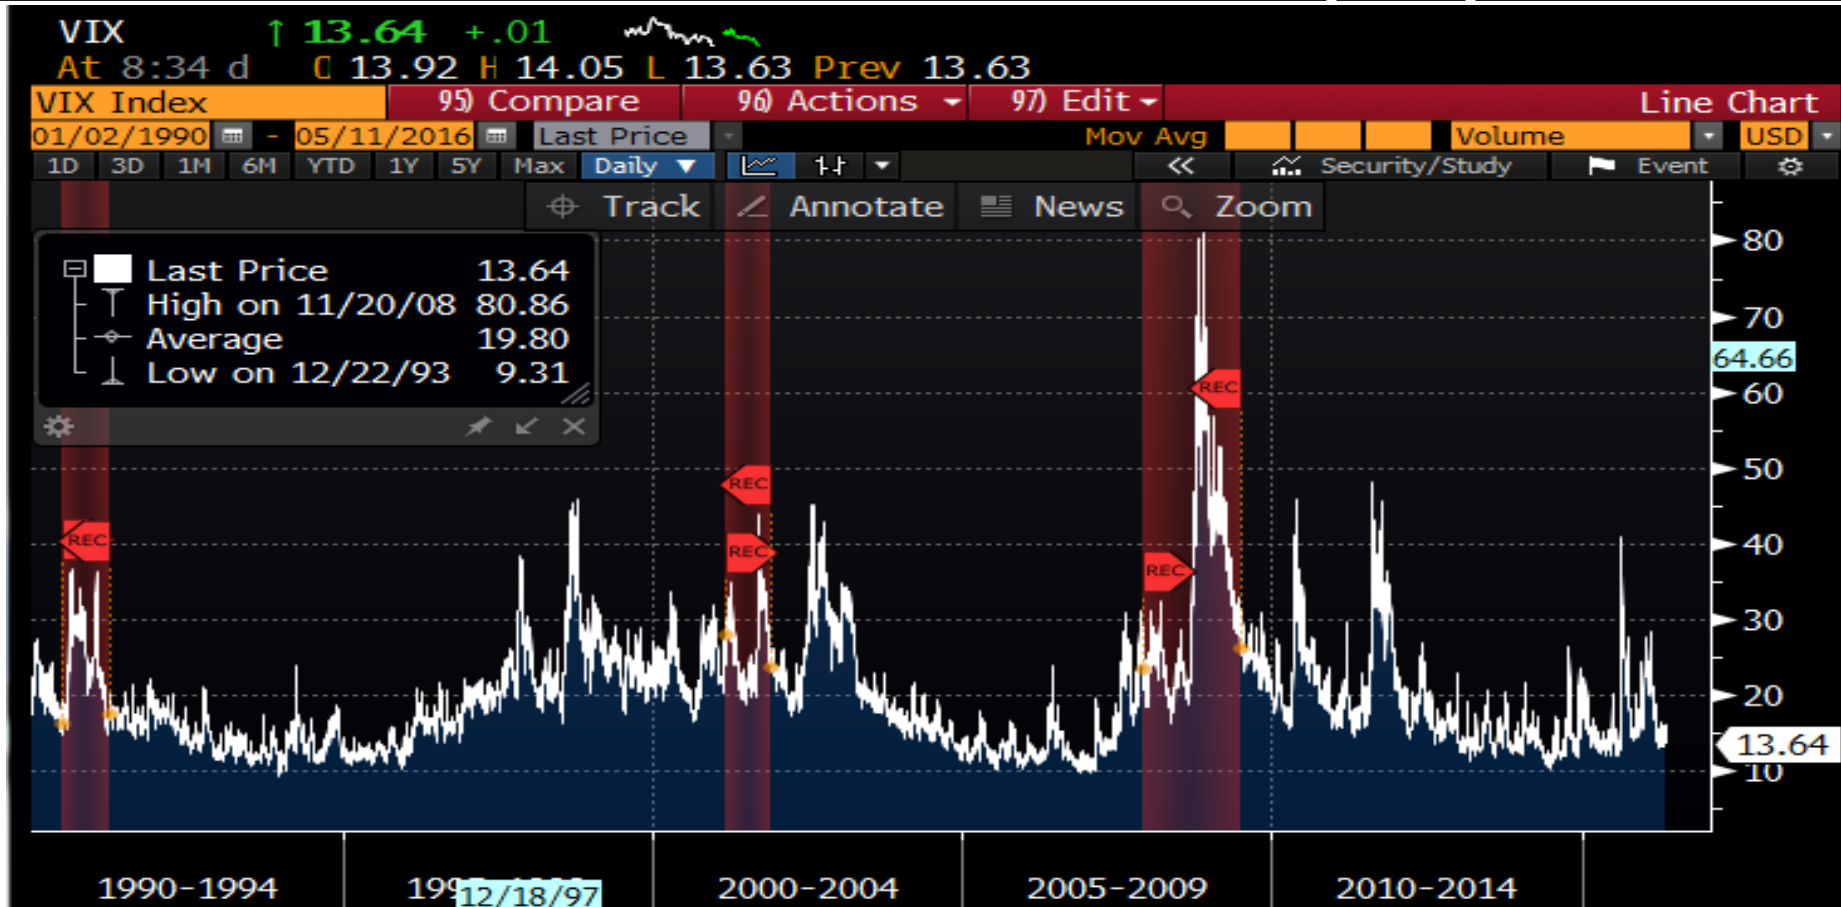 VIX ↑ 13.64 +.01
At 8:34 d O 13.92 H 14.05 L 13.63 Prev 13.63
VIX Index 95) Compare 96) Actions 97) Edit Line Chart
01/02/1990 - 05/11/2016 Last Price Mov Avg Volume USD
1D 3D 1M 6M YTD 1Y 5Y Max Daily ▼ << Security/Study Event
Track Annotate News Zoom
Last Price 13.64
High on 11/20/08 80.86
Average 19.80
Low on 12/22/93 9.31
80
70
64.66
60
50
40
30
20
13.64
10
REC
REC
REC
REC
REC
1990-1994 199 12/18/97 2000-2004 2005-2009 2010-2014